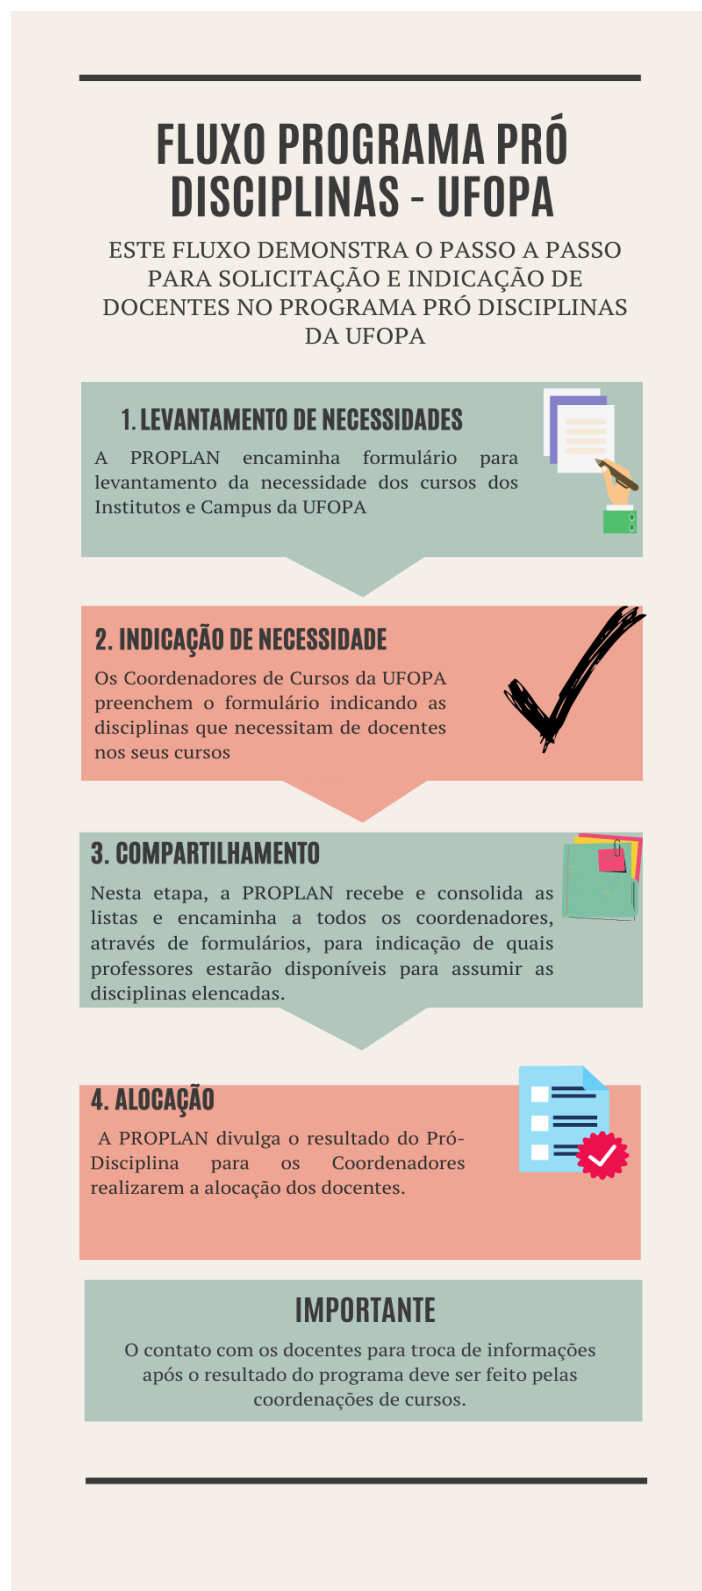 FLUXO PROGRAMA PRÓ
DISCIPLINAS - UFOPA
ESTE FLUXO DEMONSTRA O PASSO A PASSO
PARA SOLICITAÇÃO E INDICAÇÃO DE
DOCENTES NO PROGRAMA PRÓ DISCIPLINAS
DA UFOPA
1. LEVANTAMENTO DE NECESSIDADES
A PROPLAN encaminha formulário para
levantamento da necessidade dos cursos dos
Institutos e Campus da UFOPA
2. INDICAÇÃO DE NECESSIDADE
Os Coordenadores de Cursos da UFOPA
preenchem o formulário indicando as
disciplinas que necessitam de docentes
nos seus cursos
3. COMPARTILHAMENTO
Nesta etapa, a PROPLAN recebe e consolida as
listas e encaminha a todos os coordenadores,
através de formulários, para indicação de quais
professores estarão disponíveis para assumir as
disciplinas elencadas.
4. ALOCAÇÃO
A PROPLAN divulga o resultado do Pró-
Disciplina para os Coordenadores
realizarem a alocação dos docentes.
IMPORTANTE
O contato com os docentes para troca de informações
após o resultado do programa deve ser feito pelas
coordenações de cursos.